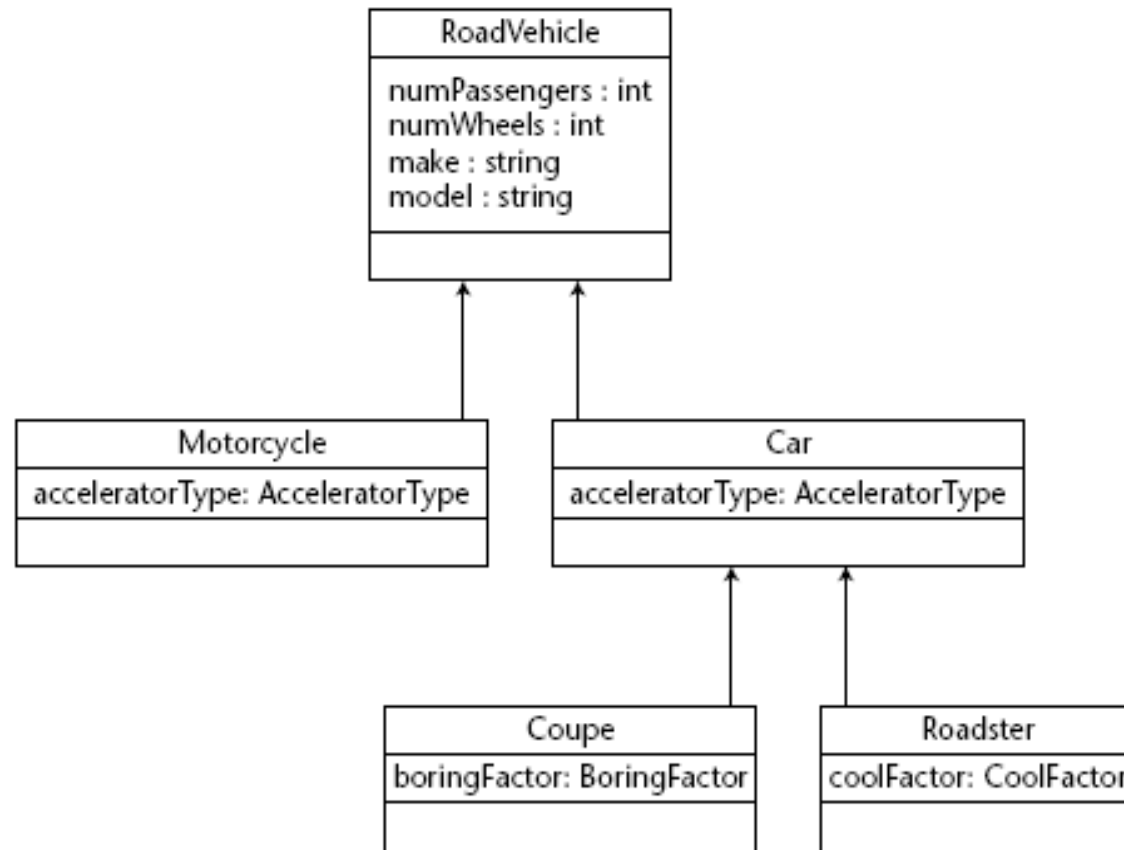 RoadVehicle
numPassengers : int
numWheels : int
make : string
model : string
Motorcycle
acceleratorType: AcceleratorType
Car
acceleratorType: AcceleratorType
Coupe
boringFactor: BoringFactor
Roadster
coolFactor: CoolFactor